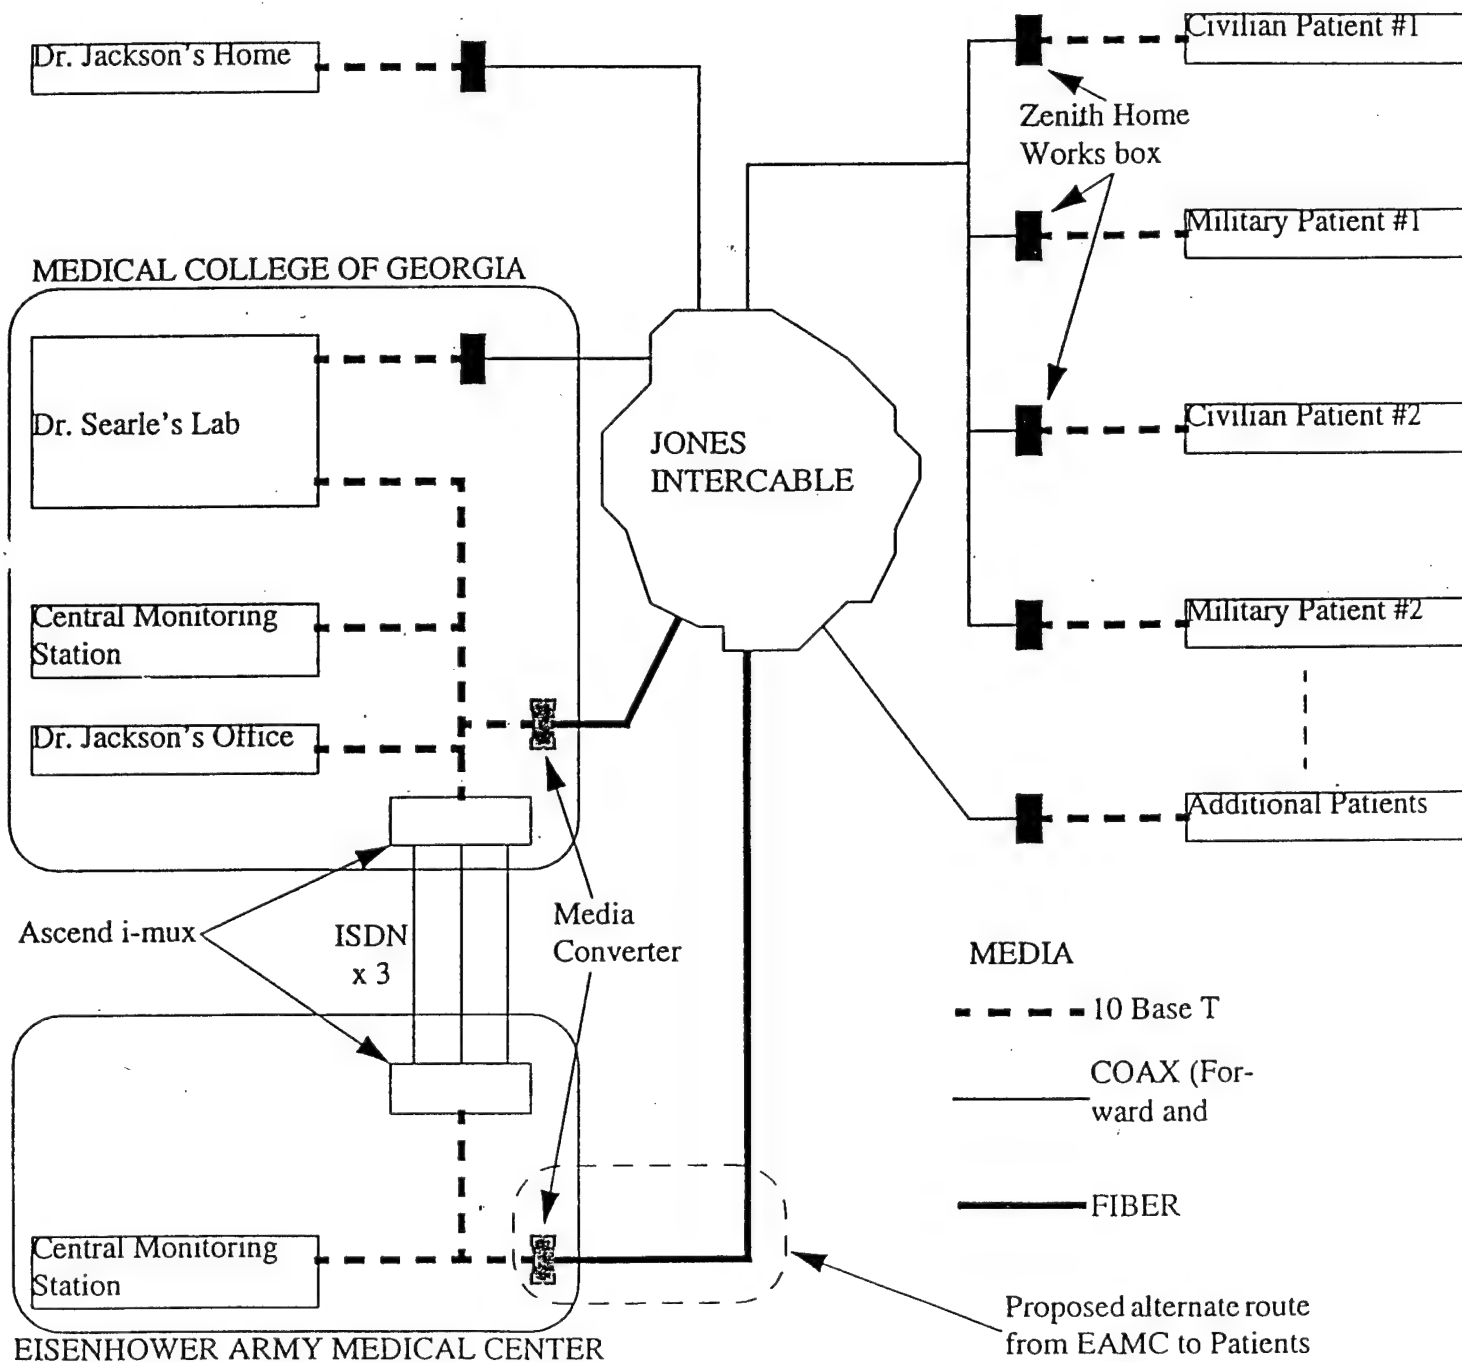 Dr. Jackson's Home
Civilian Patient #1
Zenith Home
Works box
Military Patient #1
MEDICAL COLLEGE OF GEORGIA
Dr. Searle's Lab
JONES
INTERCABLE
Civilian Patient #2
Central Monitoring
Station
Military Patient #2
Dr. Jackson's Office
Additional Patients
Ascend i-mux
ISDN
x 3
Media
Converter
MEDIA
10 Base T
COAX (For-
ward and
FIBER
Central Monitoring
Station
Proposed alternate route
from EAMC to Patients
EISENHOWER ARMY MEDICAL CENTER